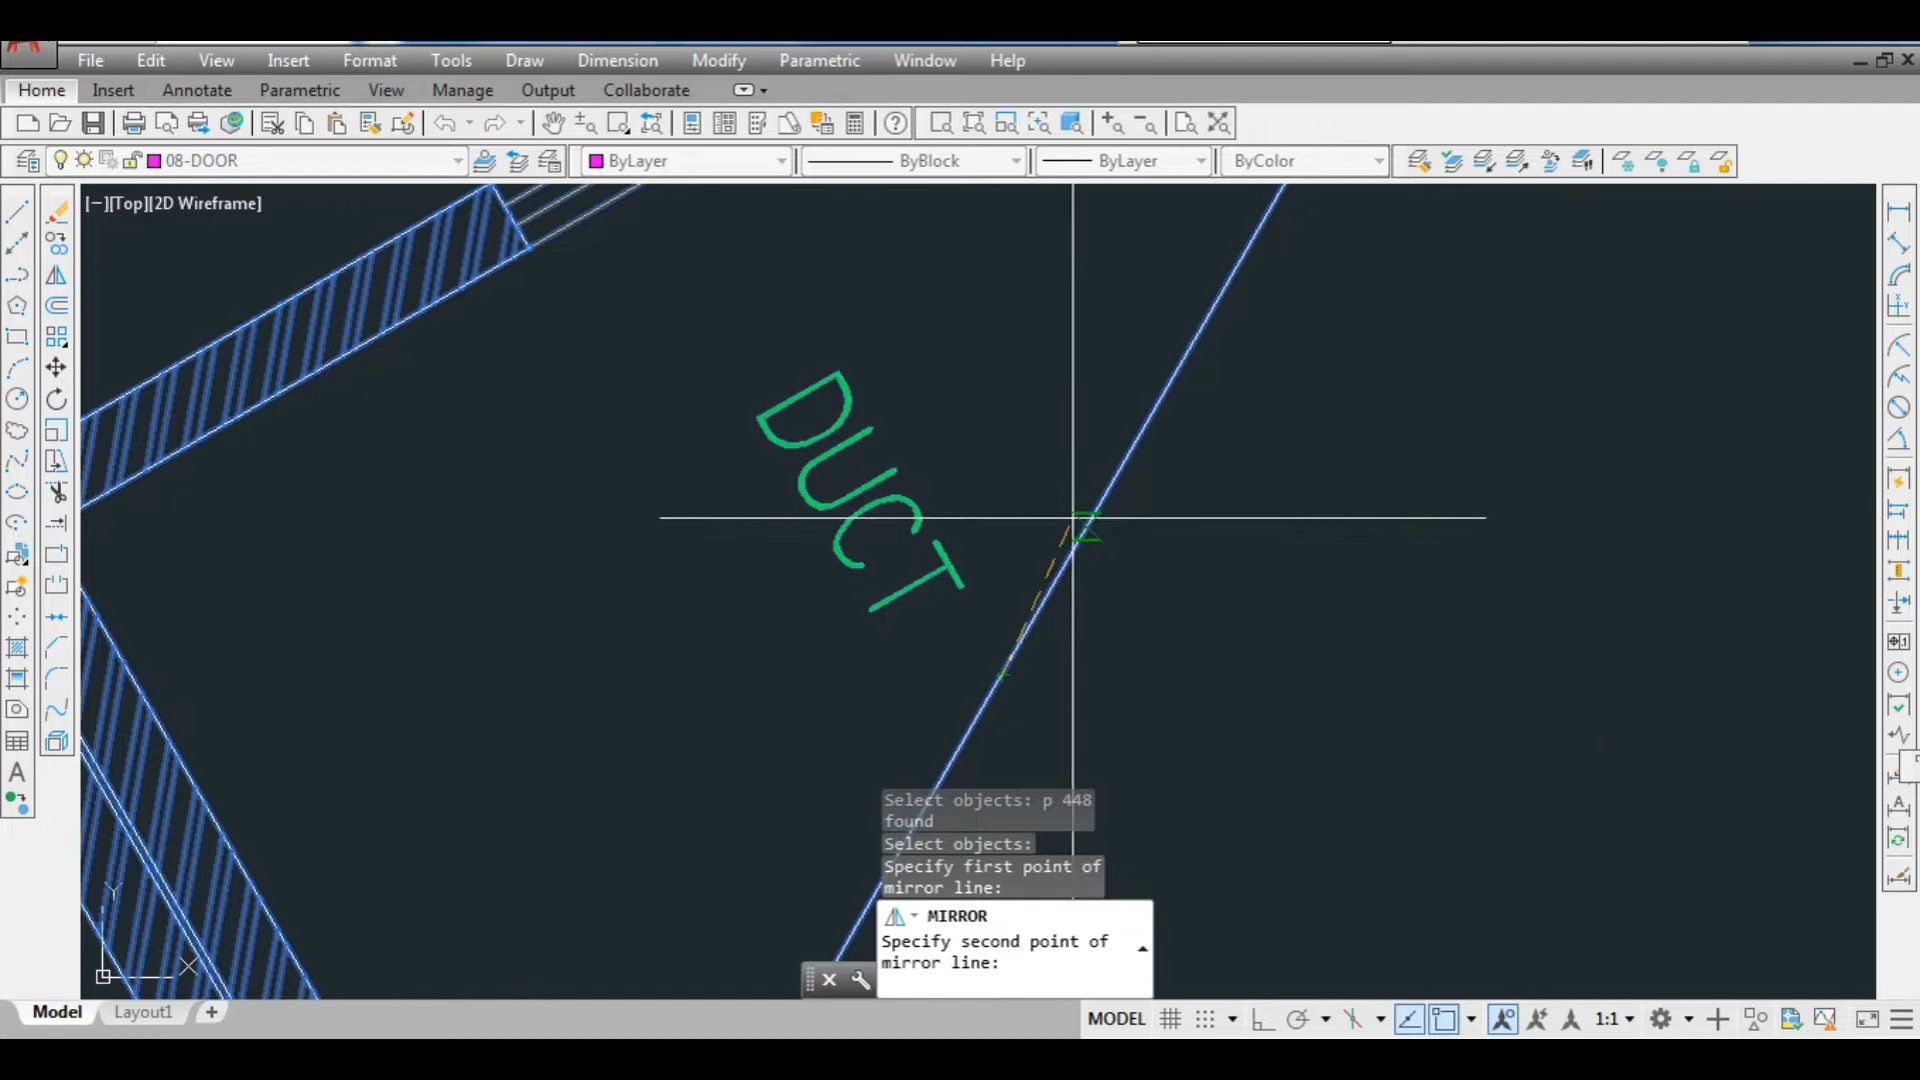 File Edit View Insert Format Tools Draw Dimension Modify Parametric Window Help
Home Insert Annotate Parametric View Manage Output Collaborate
08-DOOR ByLayer ByBlock ByLayer ByColor
[−][Top][2D Wireframe]
DUCT
Select objects: p 448
found
Select objects:
Specify first point of
mirror line:
MIRROR
Specify second point of
mirror line:
Y
X
Model Layout1 +
MODEL 1:1